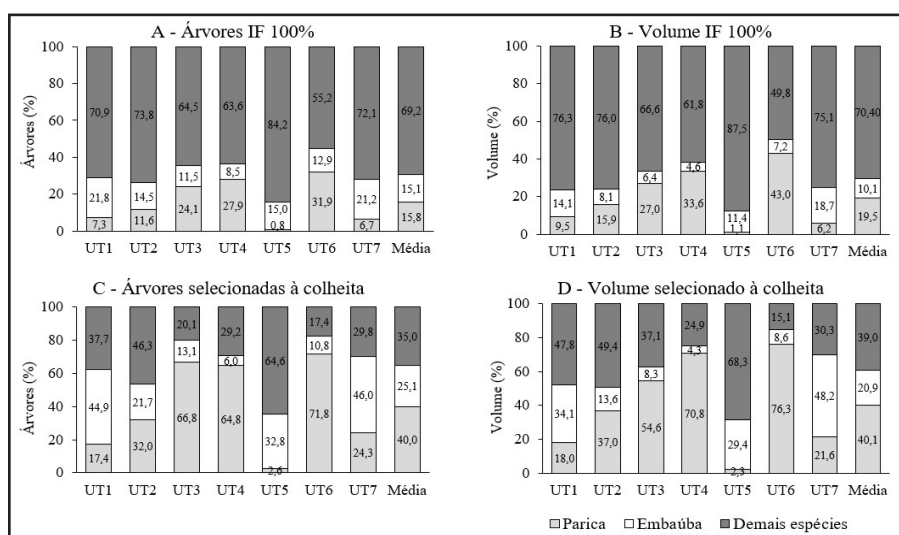 A - Árvores IF 100%
Árvores (%)
100
80
60
40
20
0
70,9 73,8 64,5 63,6 84,2 55,2 72,1 69,2
21,8 14,5 11,5 8,5 15,0 12,9 21,2 15,1
7,3 11,6 24,1 27,9 0,8 31,9 6,7 15,8
UT1 UT2 UT3 UT4 UT5 UT6 UT7 Média
B - Volume IF 100%
Volume (%)
100
80
60
40
20
0
76,3 76,0 66,6 61,8 87,5 49,8 75,1 70,40
14,1 8,1 6,4 4,6 11,4 7,2 18,7 10,1
9,5 15,9 27,0 33,6 1,1 43,0 6,2 19,5
UT1 UT2 UT3 UT4 UT5 UT6 UT7 Média
C - Árvores selecionadas à colheita
Árvores (%)
100
80
60
40
20
0
37,7 46,3 20,1 29,2 64,6 17,4 29,8 35,0
44,9 21,7 13,1 6,0 32,8 10,8 46,0 25,1
17,4 32,0 66,8 64,8 2,6 71,8 24,3 40,0
UT1 UT2 UT3 UT4 UT5 UT6 UT7 Média
D - Volume selecionado à colheita
Volume (%)
100
80
60
40
20
0
47,8 49,4 37,1 24,9 68,3 15,1 30,3 39,0
34,1 13,6 8,3 4,3 29,4 8,6 48,2 20,9
18,0 37,0 54,6 70,8 2,3 76,3 21,6 40,1
UT1 UT2 UT3 UT4 UT5 UT6 UT7 Média
Parica Embaúba Demais espécies